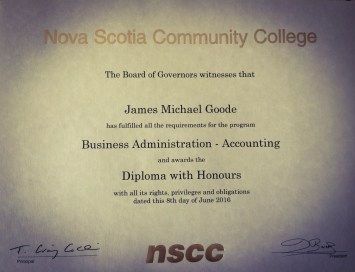 Nova Scotia Community College
The Board of Governors witnesses that
James Michael Goode
has fulfilled all the requirements for the program
Business Administration - Accounting
and awards the
Diploma with Honours
with all its rights, privileges and obligations
dated this 8th day of June 2016
nscc
Principal
President